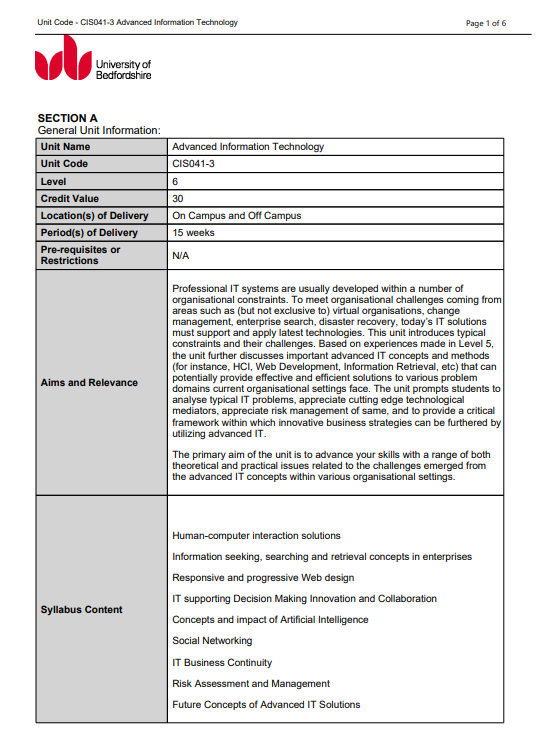 Unit Code - CIS041-3 Advanced Information Technology
Page 1 of 6
University of
Bedfordshire
SECTION A
General Unit Information:
Unit Name
Advanced Information Technology
Unit Code
CIS041-3
Level
6
Credit Value
30
Location(s) of Delivery
On Campus and Off Campus
Period(s) of Delivery
15 weeks
Pre-requisites or
Restrictions
N/A
Aims and Relevance
Professional IT systems are usually developed within a number of
organisational constraints. To meet organisational challenges coming from
areas such as (but not exclusive to) virtual organisations, change
management, enterprise search, disaster recovery, today's IT solutions
must support and apply latest technologies. This unit introduces typical
constraints and their challenges. Based on experiences made in Level 5,
the unit further discusses important advanced IT concepts and methods
(for instance, HCI, Web Development, Information Retrieval, etc) that can
potentially provide effective and efficient solutions to various problem
domains current organisational settings face. The unit prompts students to
analyse typical IT problems, appreciate cutting edge technological
mediators, appreciate risk management of same, and to provide a critical
framework within which innovative business strategies can be furthered by
utilizing advanced IT.
The primary aim of the unit is to advance your skills with a range of both
theoretical and practical issues related to the challenges emerged from
the advanced IT concepts within various organisational settings.
Syllabus Content
Human-computer interaction solutions
Information seeking, searching and retrieval concepts in enterprises
Responsive and progressive Web design
IT supporting Decision Making Innovation and Collaboration
Concepts and impact of Artificial Intelligence
Social Networking
IT Business Continuity
Risk Assessment and Management
Future Concepts of Advanced IT Solutions